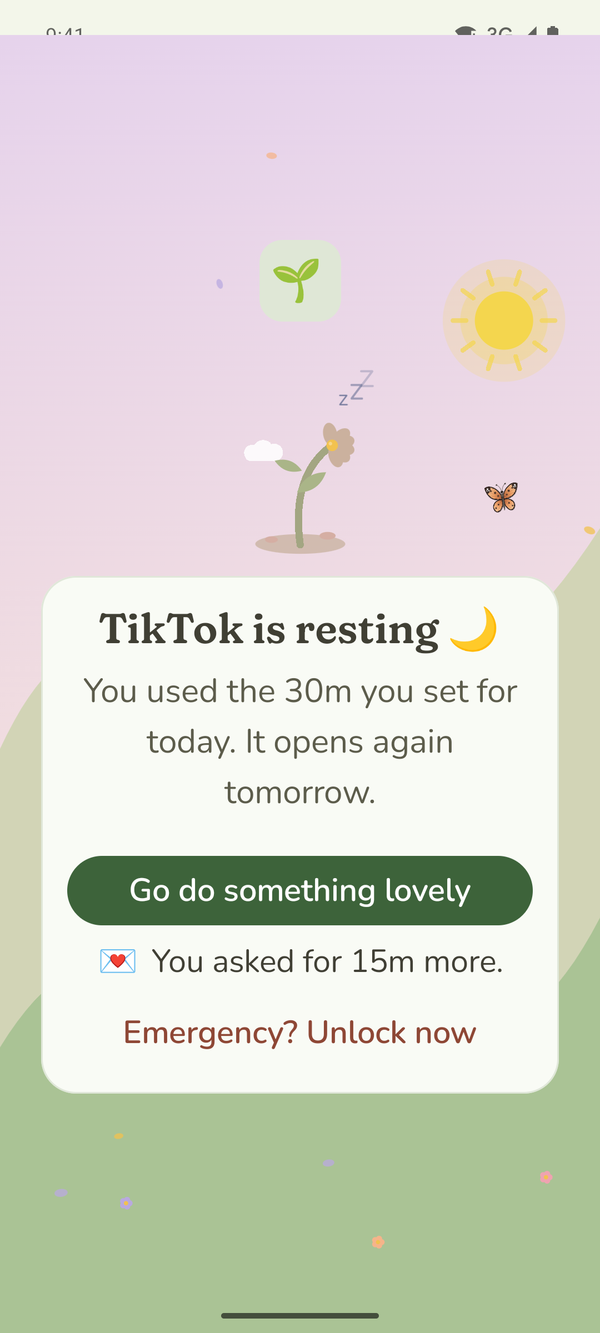 3G
z Z Z
TikTok is resting 🌙
You used the 30m you set for
today. It opens again
tomorrow.
Go do something lovely
💌 You asked for 15m more.
Emergency? Unlock now